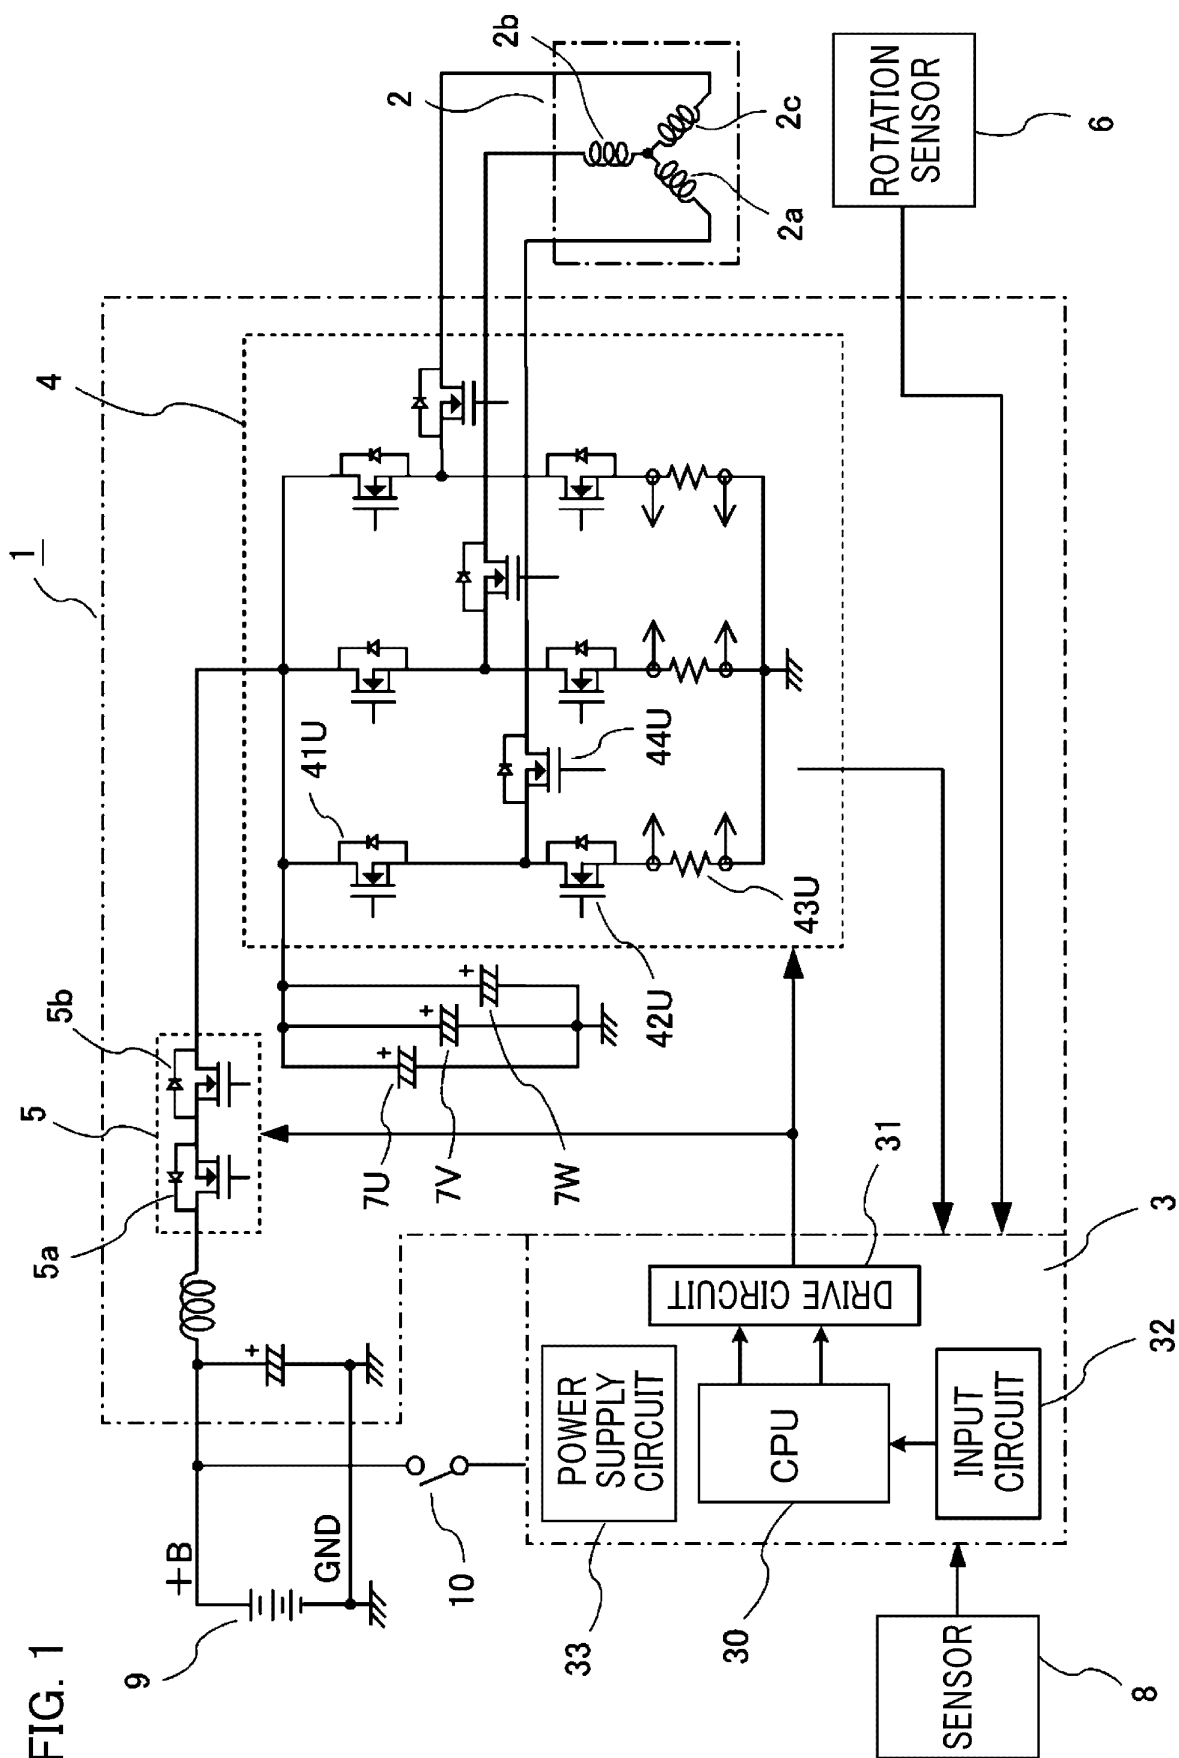 FIG. 1
1
2
2b
2c
2a
4
41U
44U
42U
43U
5
5b
5a
7U
7V
7W
ROTATION
SENSOR
6
+B
GND
9
10
POWER
SUPPLY
CIRCUIT
33
CPU
30
DRIVE CIRCUIT
31
INPUT
CIRCUIT
32
3
SENSOR
8
+
+
+
+